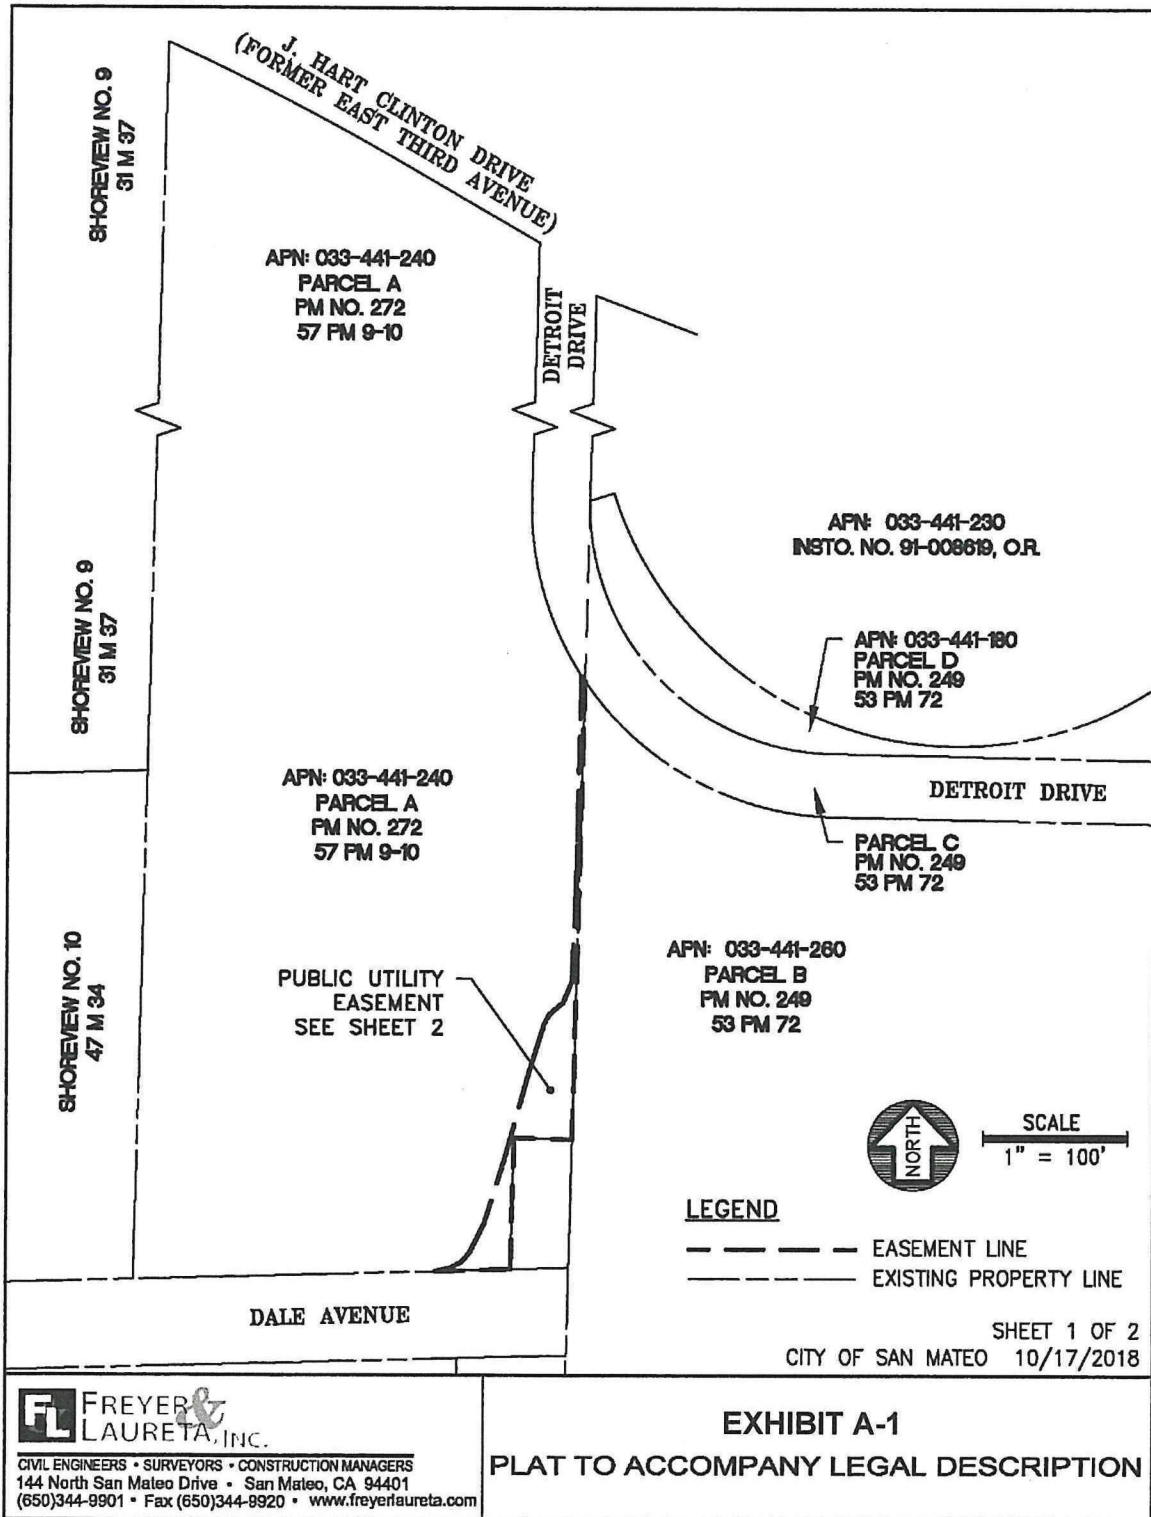 J. HART CLINTON DRIVE
(FORMER EAST THIRD AVENUE)
SHOREVIEW NO. 9
31 M 37
APN: 033-441-240
PARCEL A
PM NO. 272
57 PM 9-10
DETROIT
DRIVE
APN: 033-441-230
INSTO. NO. 91-008619, O.R.
SHOREVIEW NO. 9
31 M 37
APN: 033-441-180
PARCEL D
PM NO. 249
53 PM 72
APN: 033-441-240
PARCEL A
PM NO. 272
57 PM 9-10
DETROIT DRIVE
PARCEL C
PM NO. 249
53 PM 72
SHOREVIEW NO. 10
47 M 34
PUBLIC UTILITY
EASEMENT
SEE SHEET 2
APN: 033-441-260
PARCEL B
PM NO. 249
53 PM 72
NORTH
SCALE
1" = 100'
LEGEND
EASEMENT LINE
EXISTING PROPERTY LINE
DALE AVENUE
SHEET 1 OF 2
CITY OF SAN MATEO 10/17/2018
FL FREYER &
LAURETA, INC.
CIVIL ENGINEERS • SURVEYORS • CONSTRUCTION MANAGERS
144 North San Mateo Drive • San Mateo, CA 94401
(650)344-9901 • Fax (650)344-9920 • www.freyerlaureta.com
EXHIBIT A-1
PLAT TO ACCOMPANY LEGAL DESCRIPTION